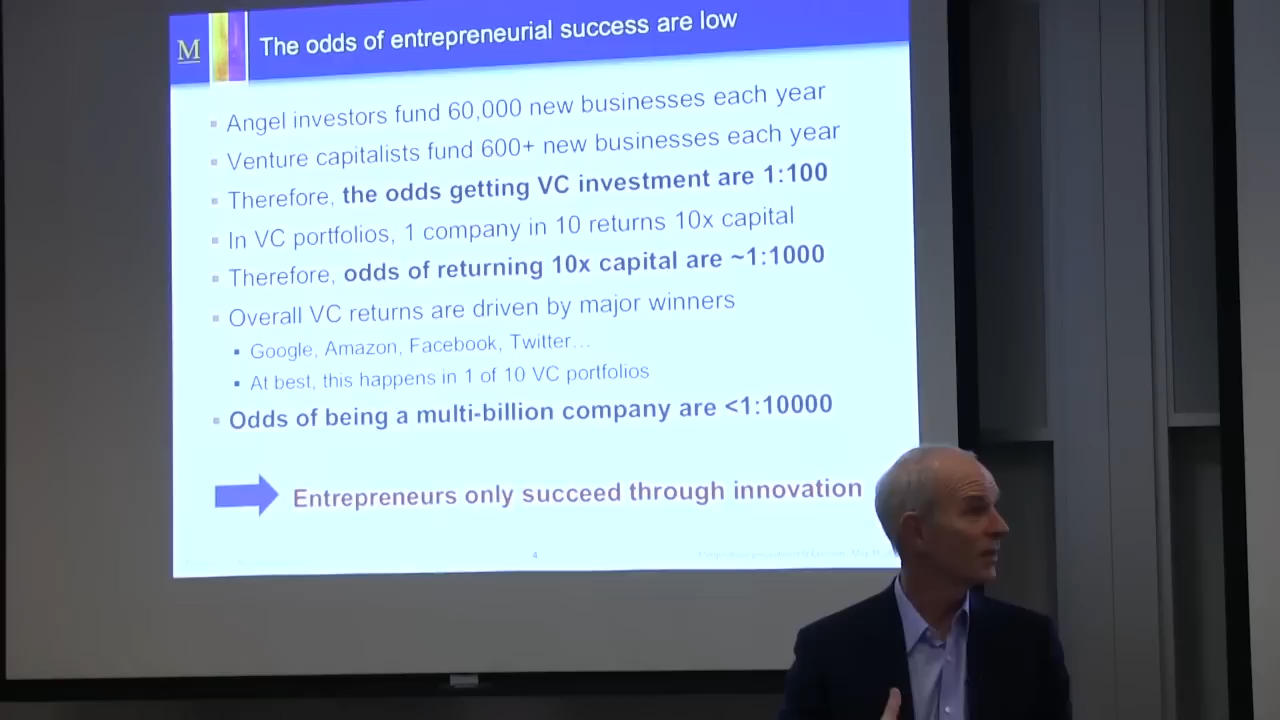 M
The odds of entrepreneurial success are low
Angel investors fund 60,000 new businesses each year
Venture capitalists fund 600+ new businesses each year
Therefore, the odds getting VC investment are 1:100
In VC portfolios, 1 company in 10 returns 10x capital
Therefore, odds of returning 10x capital are ~1:1000
Overall VC returns are driven by major winners
Google, Amazon, Facebook, Twitter...
At best, this happens in 1 of 10 VC portfolios
Odds of being a multi-billion company are <1:10000
Entrepreneurs only succeed through innovation
4